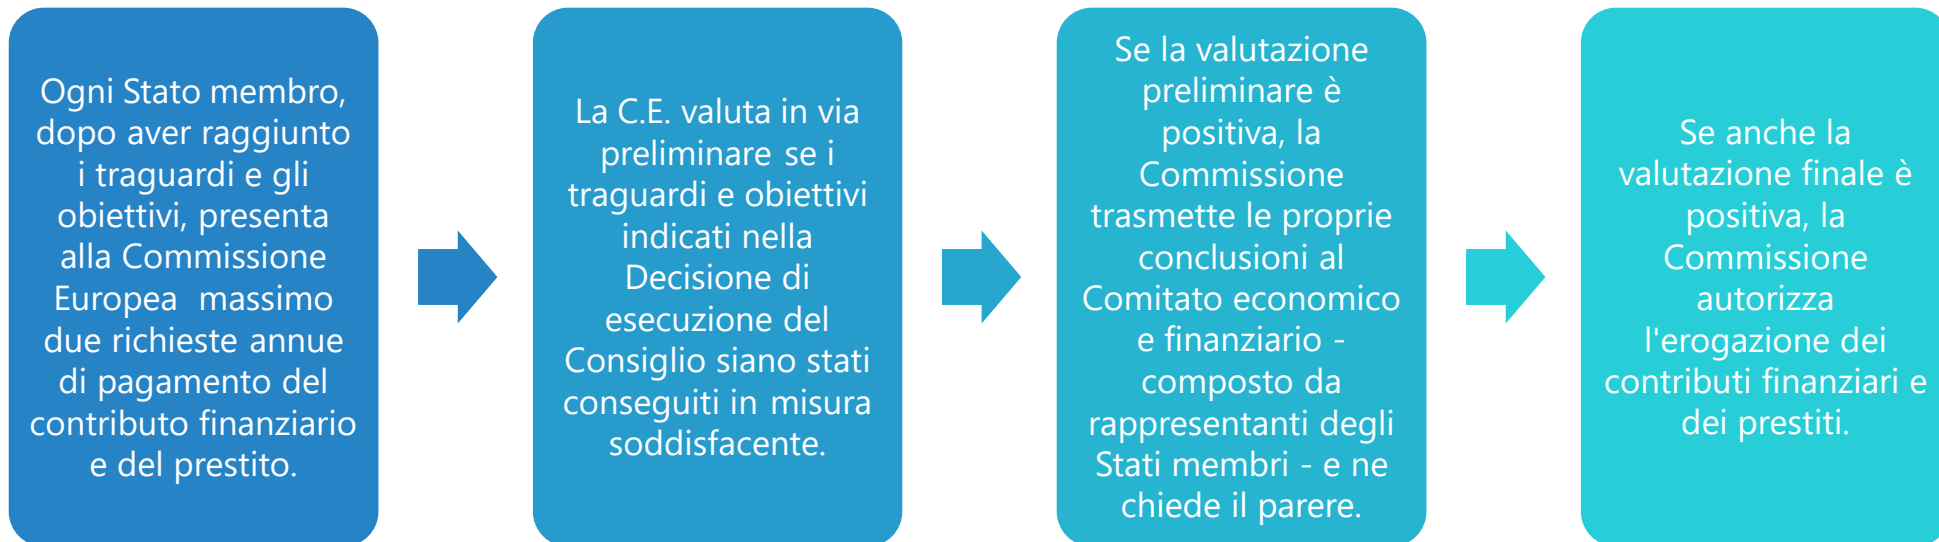 Ogni Stato membro,
dopo aver raggiunto
i traguardi e gli
obiettivi, presenta
alla Commissione
Europea  massimo
due richieste annue
di pagamento del
contributo finanziario
e del prestito.
La C.E. valuta in via
preliminare se i
traguardi e obiettivi
indicati nella
Decisione di
esecuzione del
Consiglio siano stati
conseguiti in misura
soddisfacente.
Se la valutazione
preliminare è
positiva, la
Commissione
trasmette le proprie
conclusioni al
Comitato economico
e finanziario -
composto da
rappresentanti degli
Stati membri - e ne
chiede il parere.
Se anche la
valutazione finale è
positiva, la
Commissione
autorizza
l'erogazione dei
contributi finanziari e
dei prestiti.